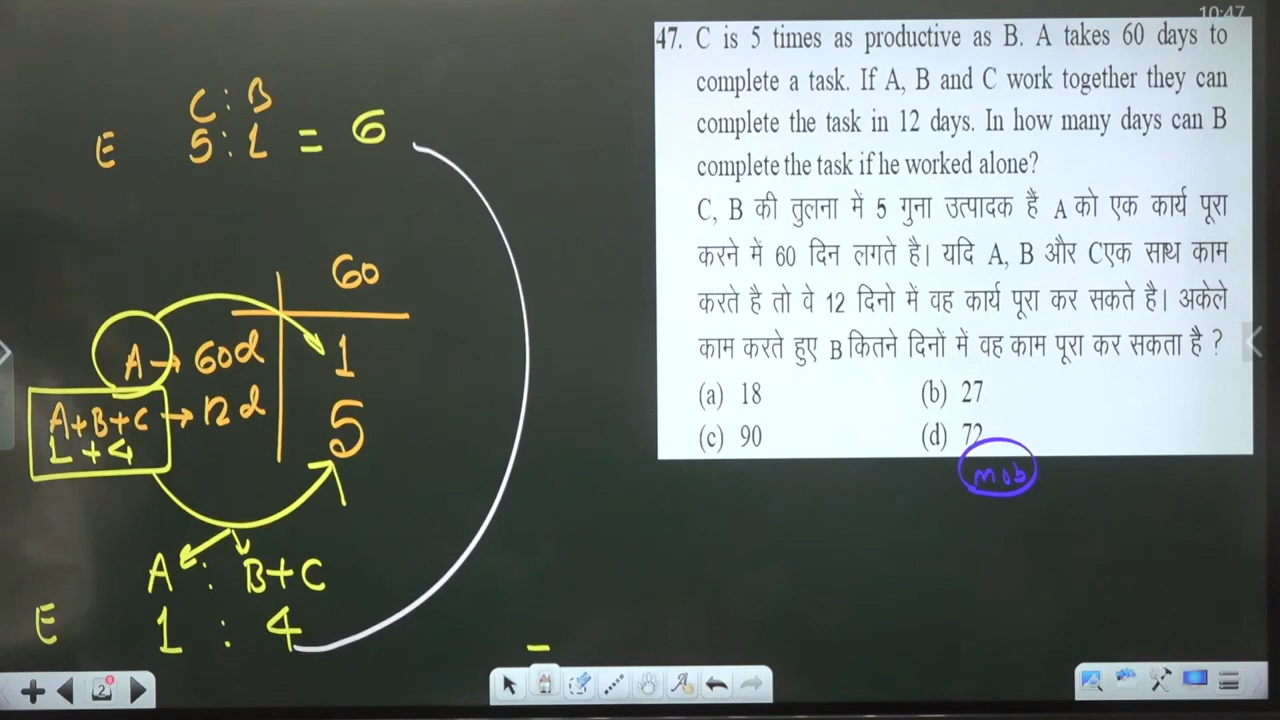 10:47
47. C is 5 times as productive as B. A takes 60 days to
complete a task. If A, B and C work together they can
complete the task in 12 days. In how many days can B
complete the task if he worked alone?
C, B की तुलना में 5 गुना उत्पादक हैं A को एक कार्य पूरा
करने में 60 दिन लगते है। यदि A, B और C एक साथ काम
करते है तो वे 12 दिनो में वह कार्य पूरा कर सकते है। अकेले
काम करते हुए B कितने दिनों में वह काम पूरा कर सकता है ?
(a) 18 (b) 27
(c) 90 (d) 72
mob
C : B
E 5 : 1 = 6
60
A → 60d 1
A+B+C → 12d 5
1 + 4
A : B+C
E 1 : 4
2